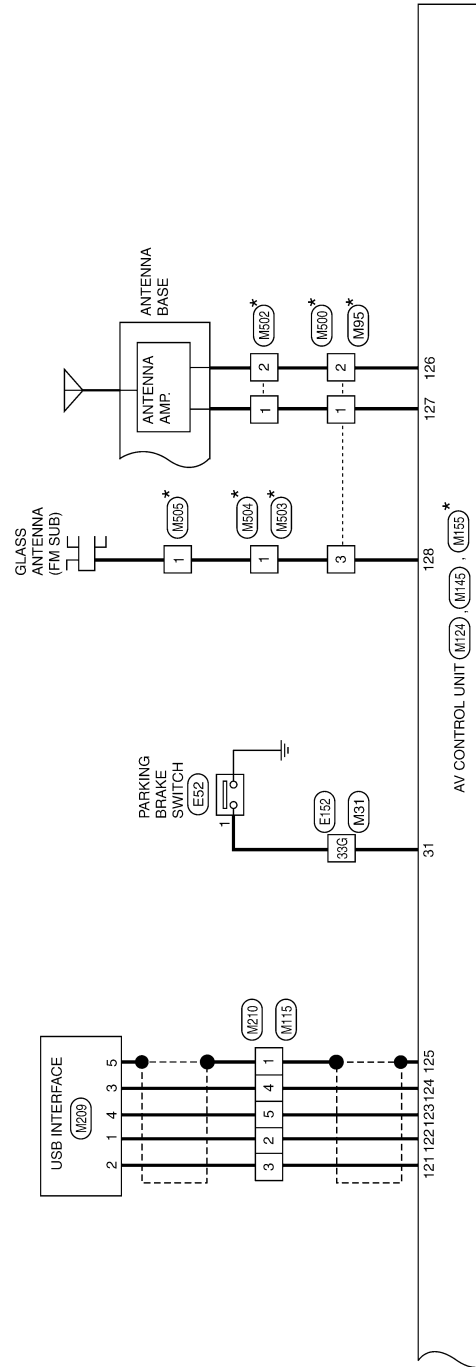 USB INTERFACE
M209
2 1 4 3 5
3 2 5 4 1
M210
M115
121 122 123 124 125
PARKING
BRAKE
SWITCH
E52
1
E152
33G
M31
31
GLASS
ANTENNA
(FM SUB)
1
M505 *
1
M504 *
M503 *
3
128
ANTENNA
BASE
ANTENNA
AMP.
1 2
M502 *
1 2
M500 *
M95 *
127 126
AV CONTROL UNIT M124 , M145 , M155 *